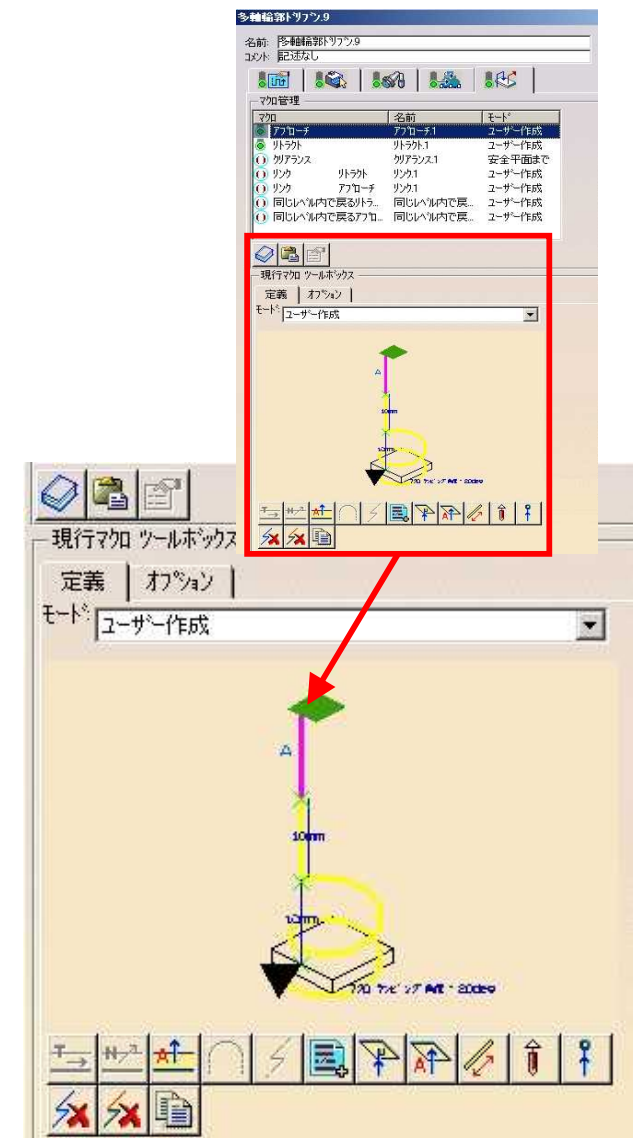 多軸輪郭ﾄﾘﾌﾟﾝ.9
名前: 多軸輪郭ﾄﾘﾌﾟﾝ.9
ｺﾒﾝﾄ: 記述なし
ﾏｸﾛ管理
ﾏｸﾛ 名前 ﾓｰﾄﾞ
ｱﾌﾟﾛｰﾁ ｱﾌﾟﾛｰﾁ.1 ﾕｰｻﾞｰ作成
ﾘﾄﾗｸﾄ ﾘﾄﾗｸﾄ.1 ﾕｰｻﾞｰ作成
ｸﾘｱﾗﾝｽ ｸﾘｱﾗﾝｽ.1 安全平面まで
ﾘﾝｸ ﾘﾄﾗｸﾄ ﾘﾝｸ.1 ﾕｰｻﾞｰ作成
ﾘﾝｸ ｱﾌﾟﾛｰﾁ ﾘﾝｸ.1 ﾕｰｻﾞｰ作成
同じﾚﾍﾞﾙ内で戻るﾘﾄﾗ... 同じﾚﾍﾞﾙ内で戻... ﾕｰｻﾞｰ作成
同じﾚﾍﾞﾙ内で戻るｱﾌﾟﾛ... 同じﾚﾍﾞﾙ内で戻... ﾕｰｻﾞｰ作成
現行ﾏｸﾛ ﾂｰﾙﾎﾞｯｸｽ
定義 ｵﾌﾟｼｮﾝ
ﾓｰﾄﾞ: ﾕｰｻﾞｰ作成
A
10mm
10mm
現行ﾏｸﾛ ﾂｰﾙﾎﾞｯｸｽ
定義 ｵﾌﾟｼｮﾝ
ﾓｰﾄﾞ: ﾕｰｻﾞｰ作成
A
10mm
10mm